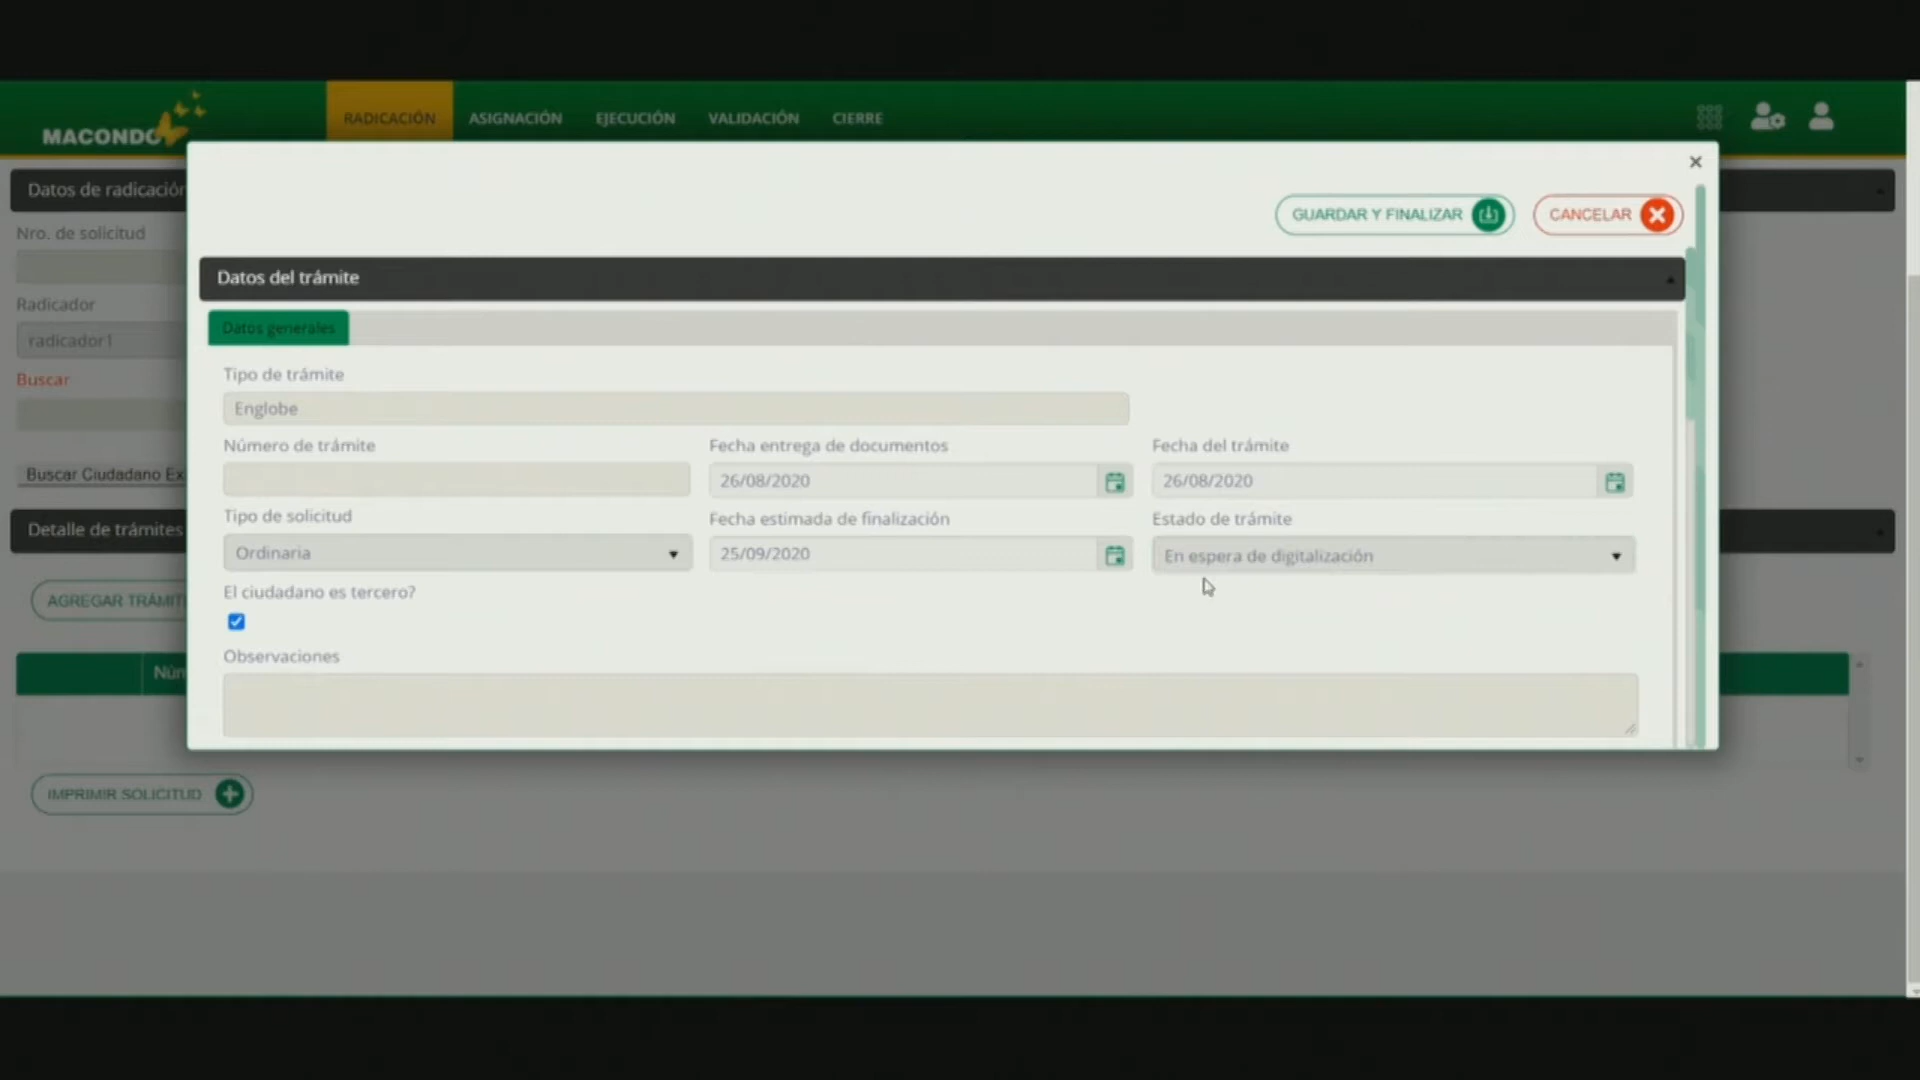 MACONDO
RADICACIÓN ASIGNACIÓN EJECUCIÓN VALIDACIÓN CIERRE
Datos de radicación
Nro. de solicitud
Radicador
radicador1
Buscar
Buscar Ciudadano Ex
Detalle de trámites
AGREGAR TRÁMIT
Núm
IMPRIMIR SOLICITUD
×
GUARDAR Y FINALIZAR CANCELAR
Datos del trámite
Datos generales
Tipo de trámite
Englobe
Número de trámite Fecha entrega de documentos Fecha del trámite
26/08/2020 26/08/2020
Tipo de solicitud Fecha estimada de finalización Estado de trámite
Ordinaria 25/09/2020 En espera de digitalización
El ciudadano es tercero?
Observaciones